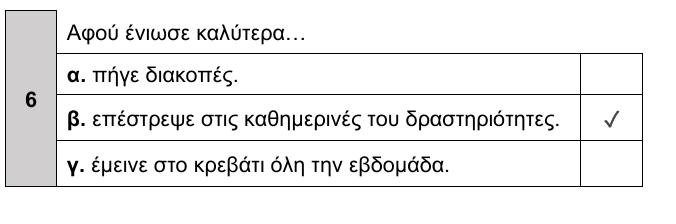 Αφού ένιωσε καλύτερα…
6
α. πήγε διακοπές.
β. επέστρεψε στις καθημερινές του δραστηριότητες. ✓
γ. έμεινε στο κρεβάτι όλη την εβδομάδα.